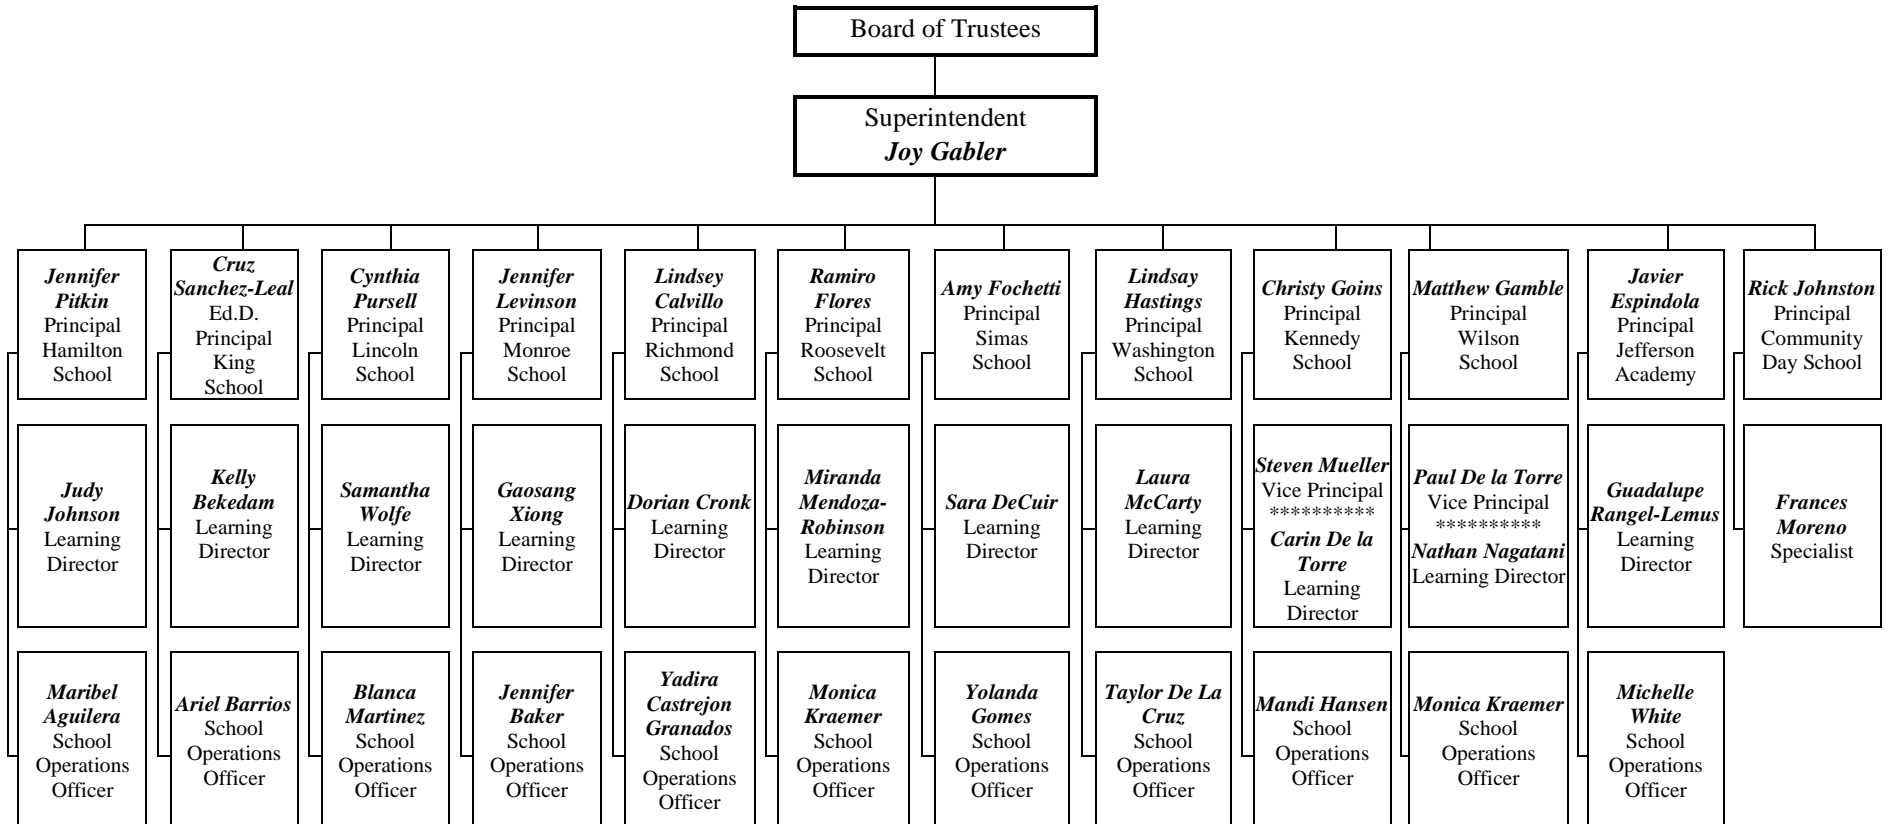 Board of Trustees
Superintendent
Joy Gabler
Jennifer
Pitkin
Principal
Hamilton
School
Cruz
Sanchez-Leal
Ed.D.
Principal
King
School
Cynthia
Pursell
Principal
Lincoln
School
Jennifer
Levinson
Principal
Monroe
School
Lindsey
Calvillo
Principal
Richmond
School
Ramiro
Flores
Principal
Roosevelt
School
Amy Fochetti
Principal
Simas
School
Lindsay
Hastings
Principal
Washington
School
Christy Goins
Principal
Kennedy
School
Matthew Gamble
Principal
Wilson
School
Javier
Espindola
Principal
Jefferson
Academy
Rick Johnston
Principal
Community
Day School
Judy
Johnson
Learning
Director
Kelly
Bekedam
Learning
Director
Samantha
Wolfe
Learning
Director
Gaosang
Xiong
Learning
Director
Dorian Cronk
Learning
Director
Miranda
Mendoza-
Robinson
Learning
Director
Sara DeCuir
Learning
Director
Laura
McCarty
Learning
Director
Steven Mueller
Vice Principal
**********
Carin De la
Torre
Learning
Director
Paul De la Torre
Vice Principal
**********
Nathan Nagatani
Learning Director
Guadalupe
Rangel-Lemus
Learning
Director
Frances
Moreno
Specialist
Maribel
Aguilera
School
Operations
Officer
Ariel Barrios
School
Operations
Officer
Blanca
Martinez
School
Operations
Officer
Jennifer
Baker
School
Operations
Officer
Yadira
Castrejon
Granados
School
Operations
Officer
Monica
Kraemer
School
Operations
Officer
Yolanda
Gomes
School
Operations
Officer
Taylor De La
Cruz
School
Operations
Officer
Mandi Hansen
School
Operations
Officer
Monica Kraemer
School
Operations
Officer
Michelle
White
School
Operations
Officer